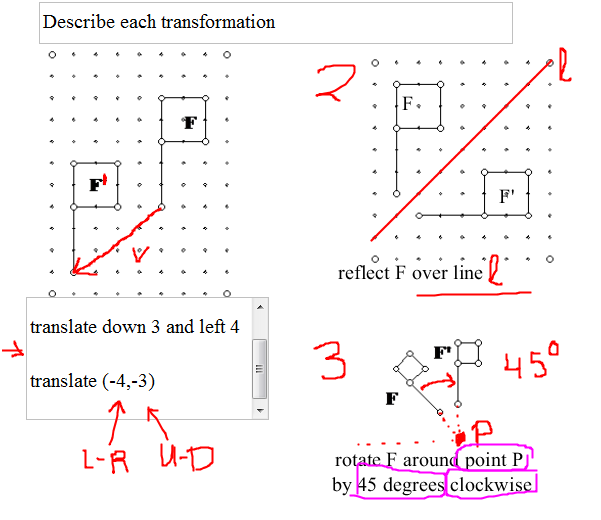 Describe each transformation
F
F'
V
translate down 3 and left 4
translate (-4,-3)
L-R U-D
2
l
F
F'
reflect F over line l
3
F' 45°
F
P
rotate F around point P
by 45 degrees clockwise